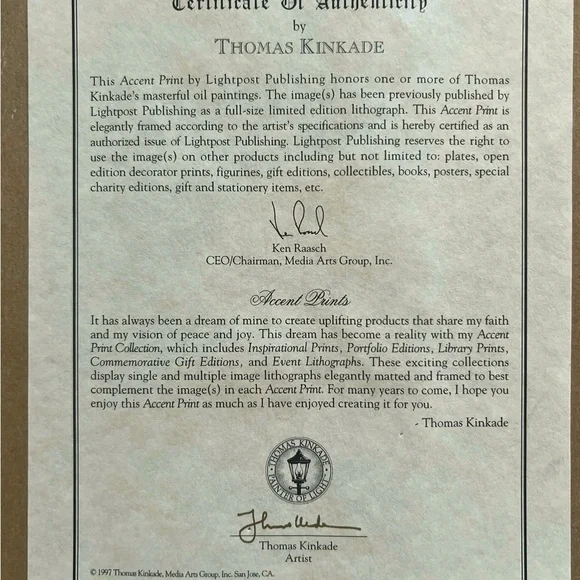 Certificate Of Authenticity
by
THOMAS KINKADE
This Accent Print by Lightpost Publishing honors one or more of Thomas
Kinkade's masterful oil paintings. The image(s) has been previously published by
Lightpost Publishing as a full-size limited edition lithograph. This Accent Print is
elegantly framed according to the artist's specifications and is hereby certified as an
authorized issue of Lightpost Publishing. Lightpost Publishing reserves the right to
use the image(s) on other products including but not limited to: plates, open
edition decorator prints, figurines, gift editions, collectibles, books, posters, special
charity editions, gift and stationery items, etc.
Ken Raasch
CEO/Chairman, Media Arts Group, Inc.
Accent Prints
It has always been a dream of mine to create uplifting products that share my faith
and my vision of peace and joy. This dream has become a reality with my Accent
Print Collection, which includes Inspirational Prints, Portfolio Editions, Library Prints,
Commemorative Gift Editions, and Event Lithographs. These exciting collections
display single and multiple image lithographs elegantly matted and framed to best
complement the image(s) in each Accent Print. For many years to come, I hope you
enjoy this Accent Print as much as I have enjoyed creating it for you.
- Thomas Kinkade
THOMAS KINKADE
PAINTER OF LIGHT
Thomas Kinkade
Artist
© 1997 Thomas Kinkade, Media Arts Group, Inc. San Jose, CA.